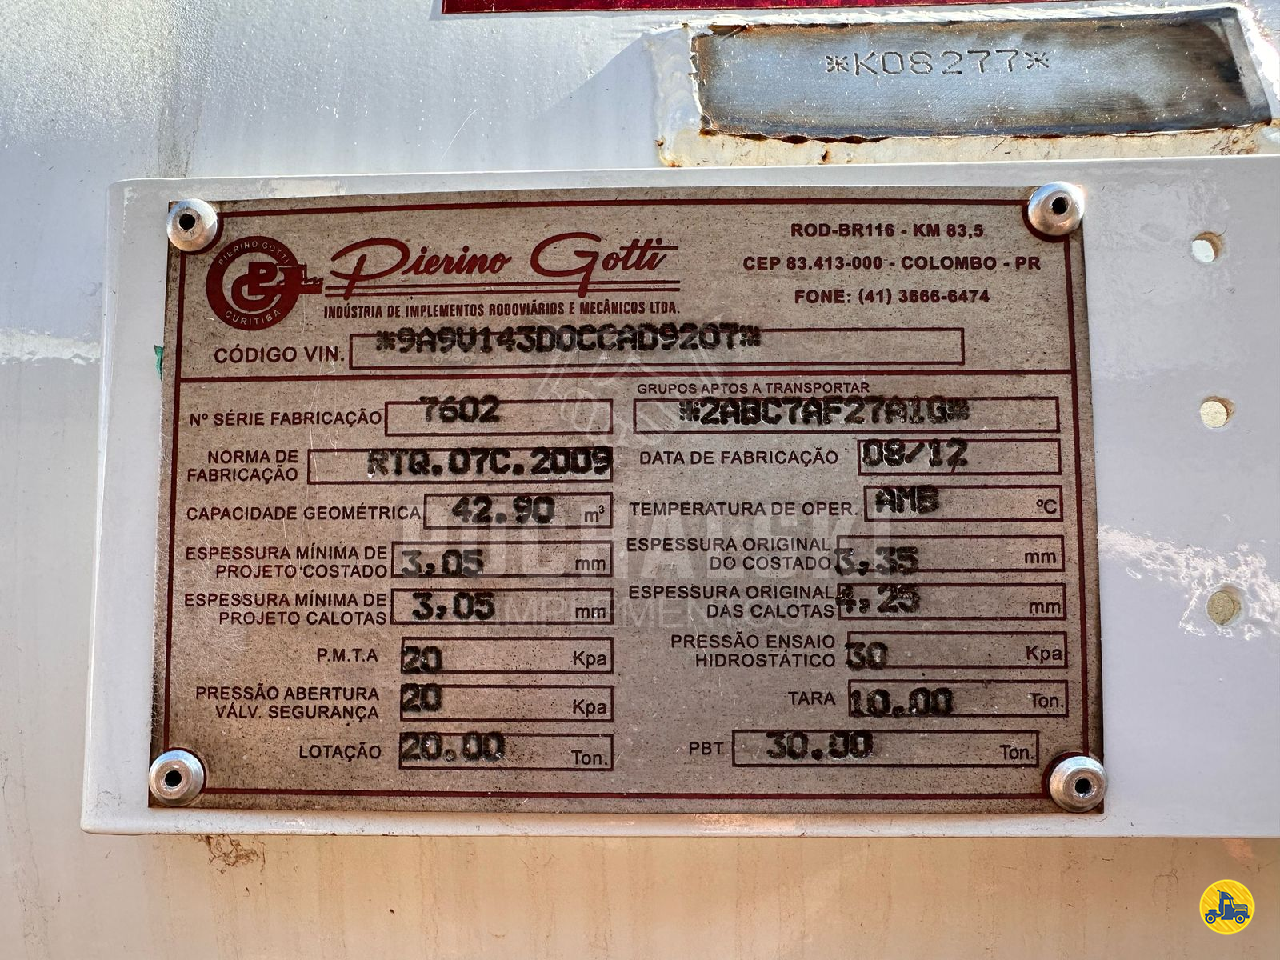 *K08277*
PIERINO GOTTI
CURITIBA
Pierino Gotti
INDÚSTRIA DE IMPLEMENTOS RODOVIÁRIOS E MECÂNICOS LTDA.
ROD-BR116 - KM 83,5
CEP 83.413-000 - COLOMBO - PR
FONE: (41) 3866-6474
CÓDIGO VIN. *9A9V143D0CCAD9207*
Nº SÉRIE FABRICAÇÃO 7602
GRUPOS APTOS A TRANSPORTAR
*2ABC7AF27A1G*
NORMA DE
FABRICAÇÃO RTQ.07C.2009
DATA DE FABRICAÇÃO 08/12
CAPACIDADE GEOMÉTRICA 42.90 m³
TEMPERATURA DE OPER. AMB ºC
ESPESSURA MÍNIMA DE
PROJETO COSTADO 3,05 mm
ESPESSURA ORIGINAL
DO COSTADO 3,35 mm
ESPESSURA MÍNIMA DE
PROJETO CALOTAS 3,05 mm
ESPESSURA ORIGINAL
DAS CALOTAS 4,25 mm
P.M.T.A 20 Kpa
PRESSÃO ENSAIO
HIDROSTÁTICO 30 Kpa
PRESSÃO ABERTURA
VÁLV. SEGURANÇA 20 Kpa
TARA 10.00 Ton.
LOTAÇÃO 20.00 Ton.
PBT 30.00 Ton.
IMPLEMENTOS